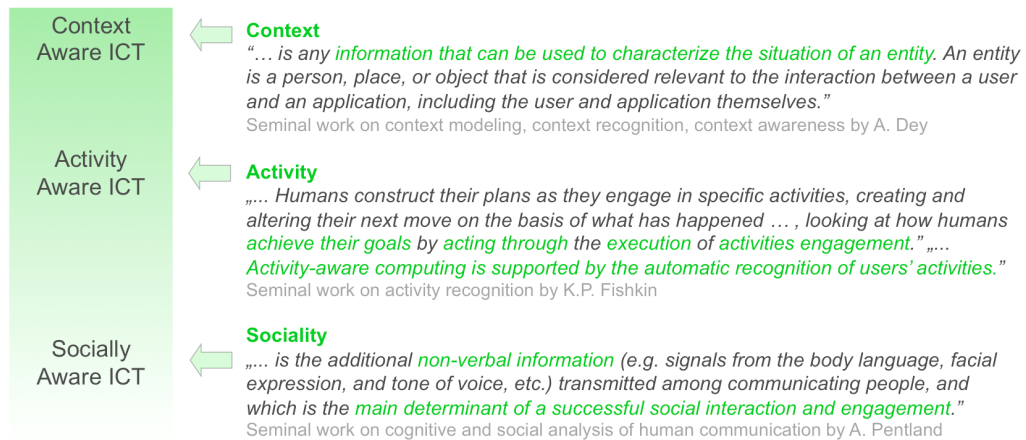 Context
Aware ICT
Context
“… is any information that can be used to characterize the situation of an entity. An entity
is a person, place, or object that is considered relevant to the interaction between a user
and an application, including the user and application themselves.”
Seminal work on context modeling, context recognition, context awareness by A. Dey
Activity
Aware ICT
Activity
„... Humans construct their plans as they engage in specific activities, creating and
altering their next move on the basis of what has happened … , looking at how humans
achieve their goals by acting through the execution of activities engagement.” „...
Activity-aware computing is supported by the automatic recognition of users’ activities.”
Seminal work on activity recognition by K.P. Fishkin
Socially
Aware ICT
Sociality
„... is the additional non-verbal information (e.g. signals from the body language, facial
expression, and tone of voice, etc.) transmitted among communicating people, and
which is the main determinant of a successful social interaction and engagement.”
Seminal work on cognitive and social analysis of human communication by A. Pentland